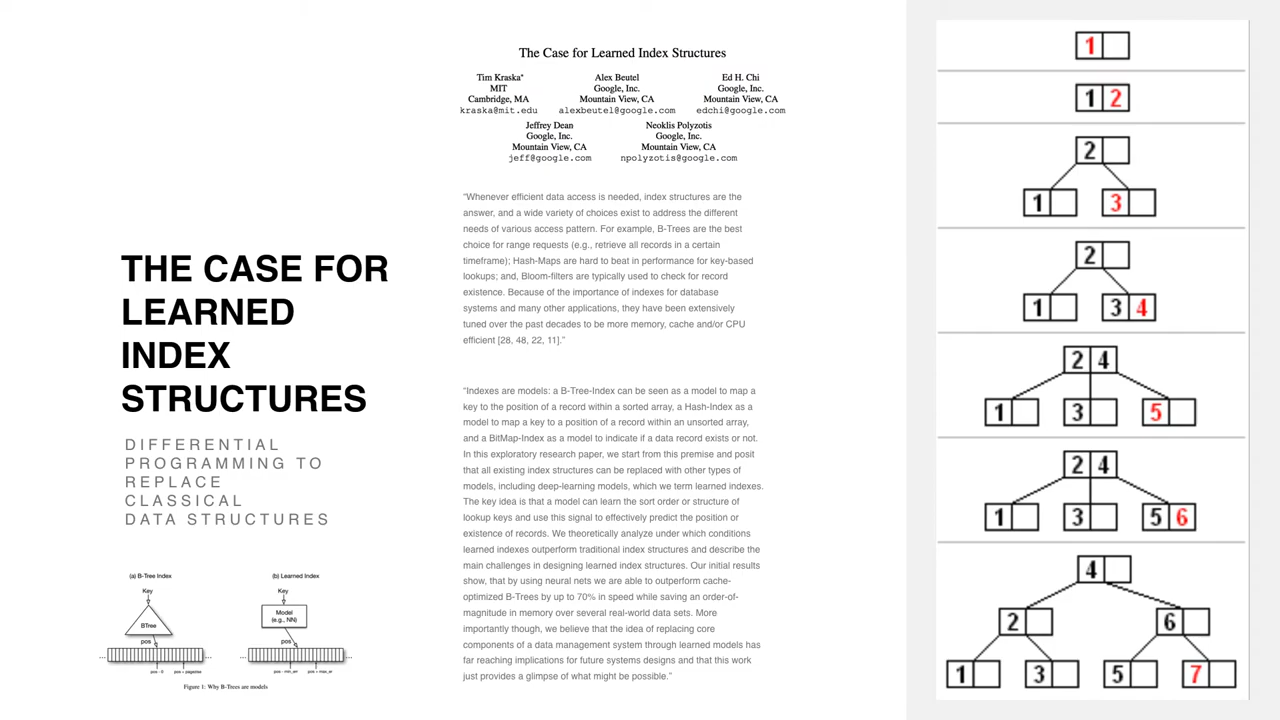 THE CASE FOR
LEARNED
INDEX
STRUCTURES
DIFFERENTIAL
PROGRAMMING TO
REPLACE
CLASSICAL
DATA STRUCTURES
(a) B-Tree Index
(b) Learned Index
Key
Key
BTree
Model
(e.g., NN)
pos
pos
...
...
...
...
pos - 0
pos + pagesize
pos - min_err
pos + max_er
Figure 1: Why B-Trees are models
The Case for Learned Index Structures
Tim Kraska*
MIT
Cambridge, MA
kraska@mit.edu
Alex Beutel
Google, Inc.
Mountain View, CA
alexbeutel@google.com
Ed H. Chi
Google, Inc.
Mountain View, CA
edchi@google.com
Jeffrey Dean
Google, Inc.
Mountain View, CA
jeff@google.com
Neoklis Polyzotis
Google, Inc.
Mountain View, CA
npolyzotis@google.com
“Whenever efficient data access is needed, index structures are the
answer, and a wide variety of choices exist to address the different
needs of various access pattern. For example, B-Trees are the best
choice for range requests (e.g., retrieve all records in a certain
timeframe); Hash-Maps are hard to beat in performance for key-based
lookups; and, Bloom-filters are typically used to check for record
existence. Because of the importance of indexes for database
systems and many other applications, they have been extensively
tuned over the past decades to be more memory, cache and/or CPU
efficient [28, 48, 22, 11].”
“Indexes are models: a B-Tree-Index can be seen as a model to map a
key to the position of a record within a sorted array, a Hash-Index as a
model to map a key to a position of a record within an unsorted array,
and a BitMap-Index as a model to indicate if a data record exists or not.
In this exploratory research paper, we start from this premise and posit
that all existing index structures can be replaced with other types of
models, including deep-learning models, which we term learned indexes.
The key idea is that a model can learn the sort order or structure of
lookup keys and use this signal to effectively predict the position or
existence of records. We theoretically analyze under which conditions
learned indexes outperform traditional index structures and describe the
main challenges in designing learned index structures. Our initial results
show, that by using neural nets we are able to outperform cache-
optimized B-Trees by up to 70% in speed while saving an order-of-
magnitude in memory over several real-world data sets. More
importantly though, we believe that the idea of replacing core
components of a data management system through learned models has
far reaching implications for future systems designs and that this work
just provides a glimpse of what might be possible.”
1
1 2
2
1 3
2
1 3 4
2 4
1 3 5
2 4
1 3 5 6
4
2 6
1 3 5 7